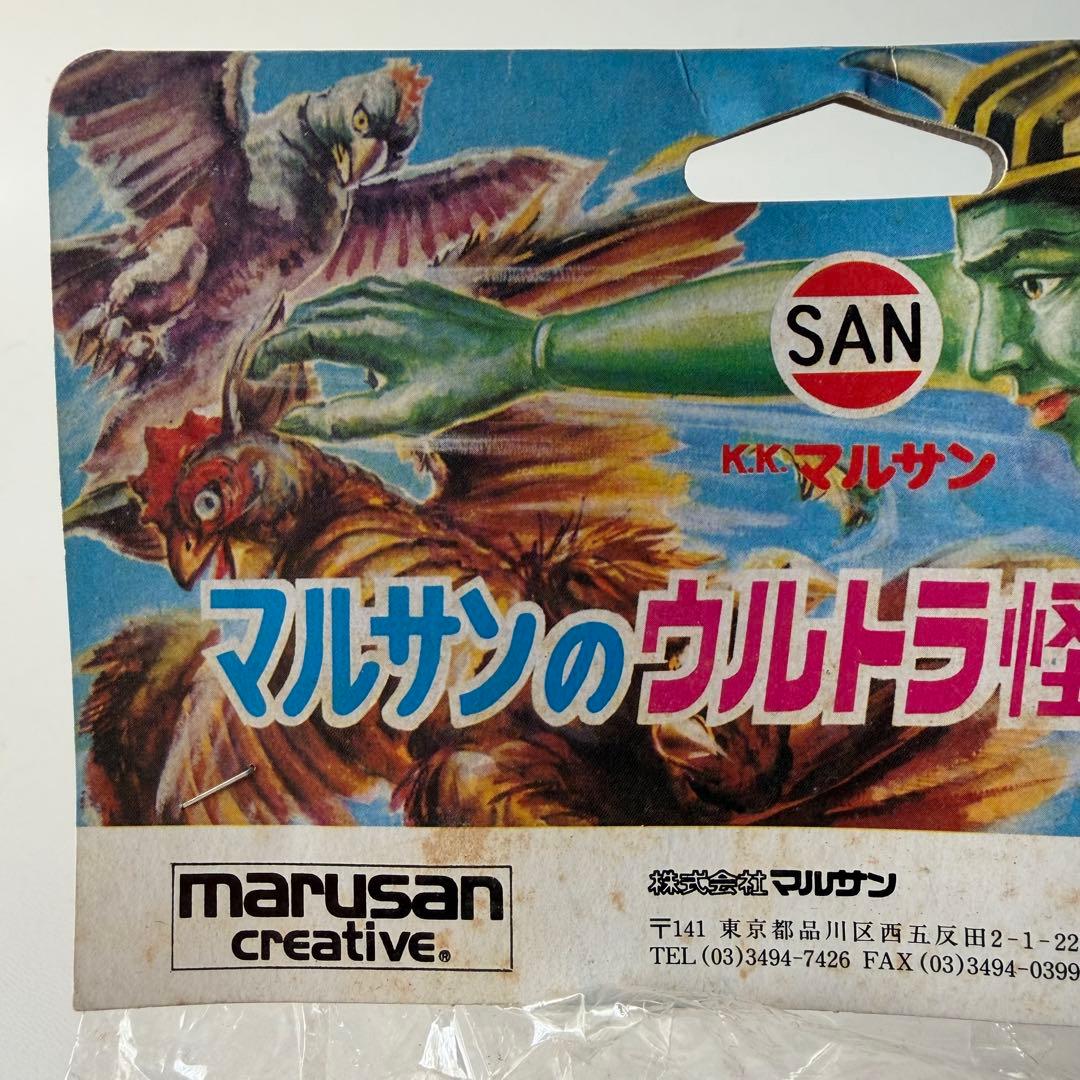 SAN
K.K.マルサン
マルサンのウルトラ怪
marusan
creative®
株式会社マルサン
〒141 東京都品川区西五反田2-1-22
TEL(03)3494-7426 FAX(03)3494-0399